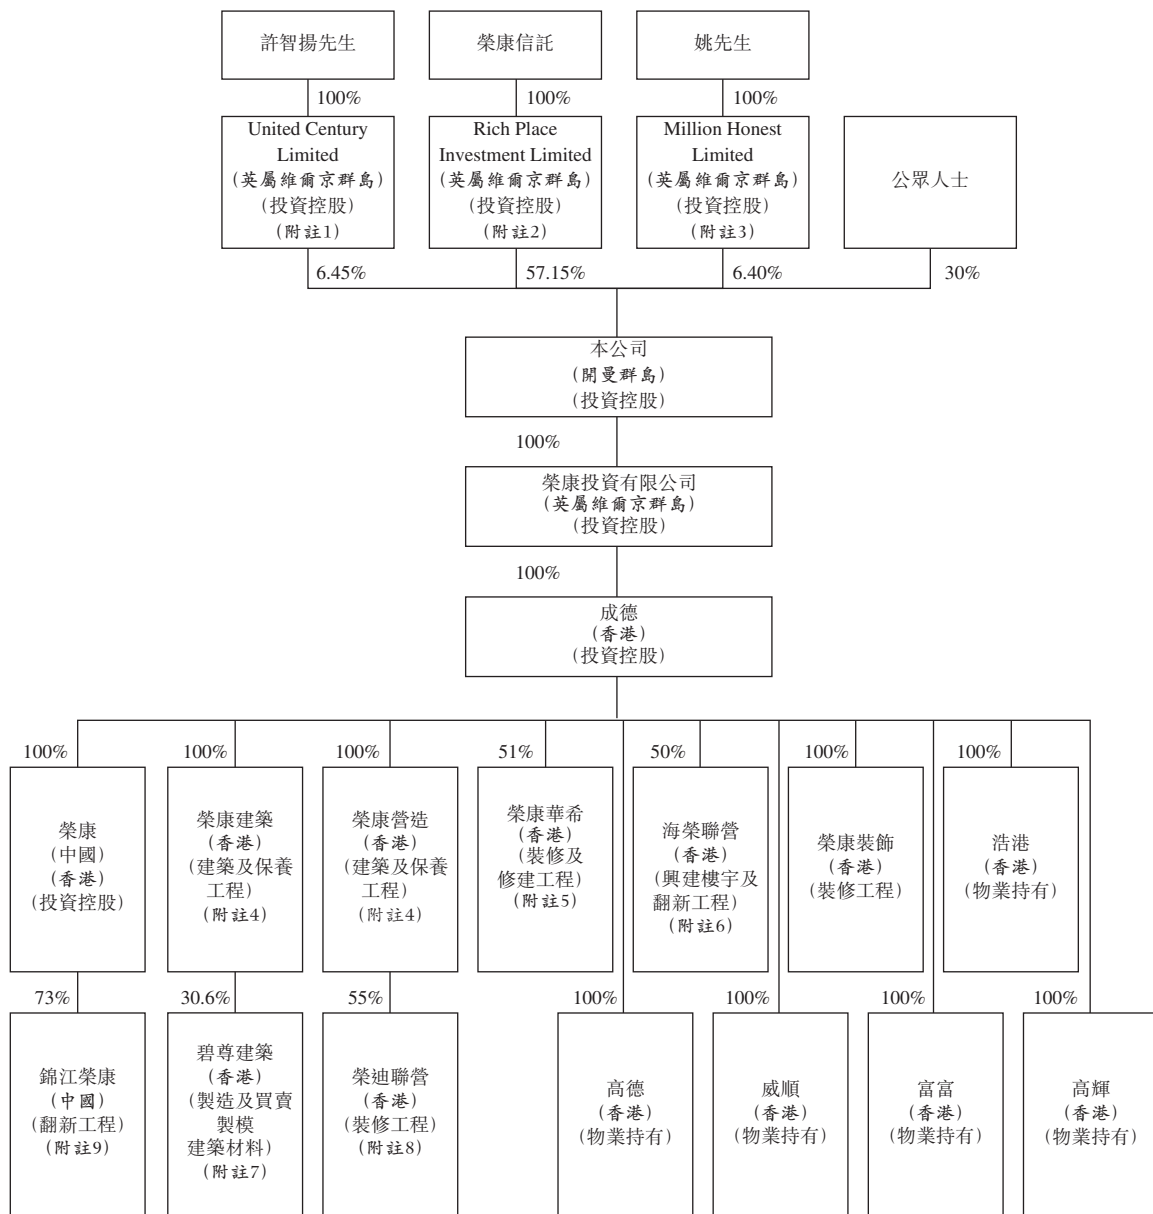 許智揚先生
榮康信託
姚先生
100%
100%
100%
United Century
Limited
(英屬維爾京群島)
(投資控股)
(附註1)
Rich Place
Investment Limited
(英屬維爾京群島)
(投資控股)
(附註2)
Million Honest
Limited
(英屬維爾京群島)
(投資控股)
(附註3)
公眾人士
6.45%
57.15%
6.40%
30%
本公司
(開曼群島)
(投資控股)
100%
榮康投資有限公司
(英屬維爾京群島)
(投資控股)
100%
成德
(香港)
(投資控股)
100%
100%
100%
51%
50%
100%
100%
榮康
(中國)
(香港)
(投資控股)
榮康建築
(香港)
(建築及保養
工程)
(附註4)
榮康營造
(香港)
(建築及保養
工程)
(附註4)
榮康華希
(香港)
(裝修及
修建工程)
(附註5)
海榮聯營
(香港)
(興建樓宇及
翻新工程)
(附註6)
榮康裝飾
(香港)
(裝修工程)
浩港
(香港)
(物業持有)
73%
30.6%
55%
100%
100%
100%
100%
錦江榮康
(中國)
(翻新工程)
(附註9)
碧尊建築
(香港)
(製造及買賣
製模
建築材料)
(附註7)
榮迪聯營
(香港)
(裝修工程)
(附註8)
高德
(香港)
(物業持有)
威順
(香港)
(物業持有)
富富
(香港)
(物業持有)
高輝
(香港)
(物業持有)